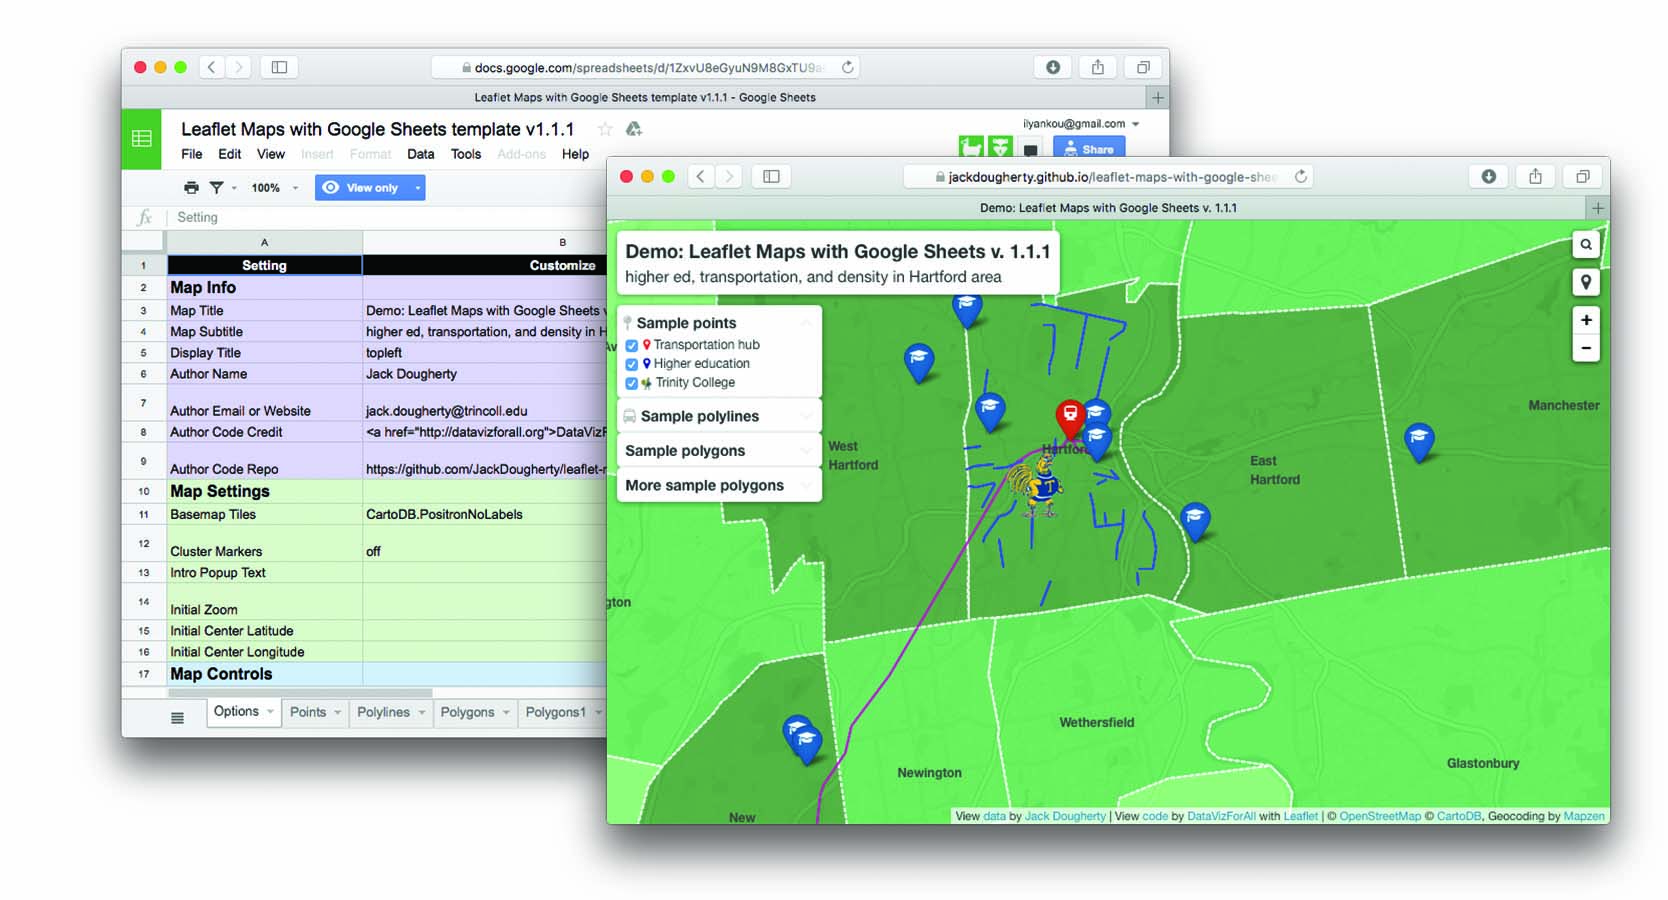 docs.google.com/spreadsheets/d/1ZxvU8eGyuN9M8GxTU9a
Leaflet Maps with Google Sheets template v1.1.1 - Google Sheets
Leaflet Maps with Google Sheets template v1.1.1
ilyankou@gmail.com
File Edit View Insert Format Data Tools Add-ons Help
Share
100% View only
fx Setting
A B
1 Setting Customize
2 Map Info
3 Map Title Demo: Leaflet Maps with Google Sheets v
4 Map Subtitle higher ed, transportation, and density in H
5 Display Title topleft
6 Author Name Jack Dougherty
7 Author Email or Website jack.dougherty@trincoll.edu
8 Author Code Credit <a href="http://datavizforall.org">DataVizF
9 Author Code Repo https://github.com/JackDougherty/leaflet-
10 Map Settings
11 Basemap Tiles CartoDB.PositronNoLabels
12 Cluster Markers off
13 Intro Popup Text
14 Initial Zoom
15 Initial Center Latitude
16 Initial Center Longitude
17 Map Controls
Options Points Polylines Polygons Polygons1
jackdougherty.github.io/leaflet-maps-with-google-shee
Demo: Leaflet Maps with Google Sheets v. 1.1.1
Demo: Leaflet Maps with Google Sheets v. 1.1.1
higher ed, transportation, and density in Hartford area
Sample points
Transportation hub
Higher education
Trinity College
Sample polylines
Sample polygons
More sample polygons
+
−
Av
Manchester
West
Hartford
Hartford
T
East
Hartford
gton
Wethersfield
Newington
Glastonbury
New
View data by Jack Dougherty | View code by DataVizForAll with Leaflet | © OpenStreetMap © CartoDB, Geocoding by Mapzen